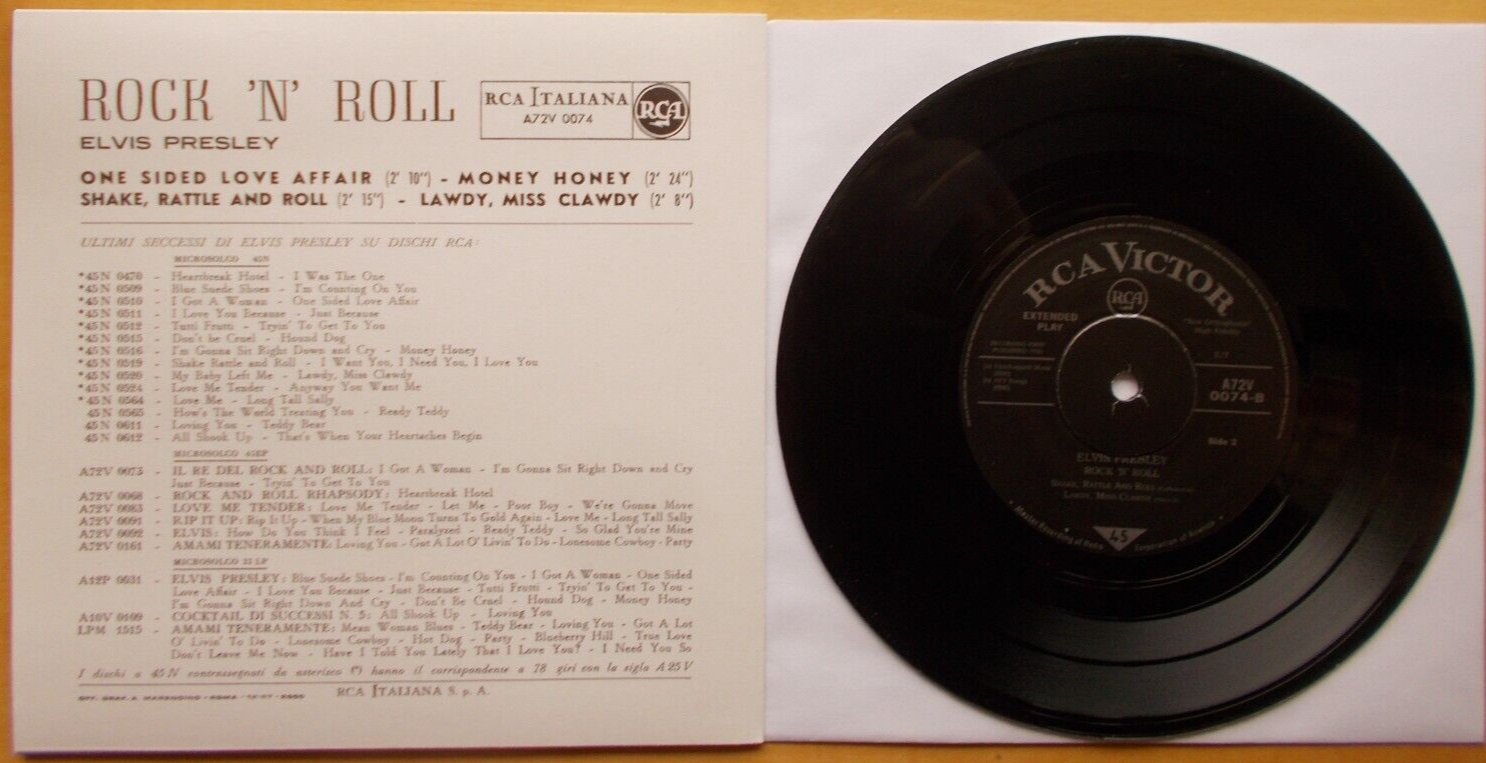 ROCK 'N' ROLL
ELVIS PRESLEY
RCA ITALIANA
A72V 0074
RCA
ONE SIDED LOVE AFFAIR (2' 10") - MONEY HONEY (2' 24")
SHAKE, RATTLE AND ROLL (2' 15") - LAWDY, MISS CLAWDY (2' 8")
ULTIMI SECCESSI DI ELVIS PRESLEY SU DISCHI RCA:
MICROSOLCO 45N
*45N 0470 - Heartbreak Hotel - I Was The One
*45N 0509 - Blue Suede Shoes - I'm Counting On You
*45N 0510 - I Got A Woman - One Sided Love Affair
*45N 0511 - I Love You Because - Just Because
*45N 0512 - Tutti Frutti - Tryin' To Get To You
*45N 0515 - Don't be Cruel - Hound Dog
*45N 0516 - I'm Gonna Sit Right Down and Cry - Money Honey
*45N 0519 - Shake Rattle and Roll - I Want You, I Need You, I Love You
*45N 0520 - My Baby Left Me - Lawdy, Miss Clawdy
*45N 0524 - Love Me Tender - Anyway You Want Me
*45N 0564 - Love Me - Long Tall Sally
45N 0565 - How's The World Treating You - Ready Teddy
45N 0611 - Loving You - Teddy Bear
45N 0612 - All Shook Up - That's When Your Heartaches Begin
MICROSOLCO 45EP
A72V 0073 - IL RE DEL ROCK AND ROLL: I Got A Woman - I'm Gonna Sit Right Down and Cry
Just Because - Tryin' To Get To You
A72V 0068 - ROCK AND ROLL RHAPSODY: Heartbreak Hotel
A72V 0083 - LOVE ME TENDER: Love Me Tender - Let Me - Poor Boy - We're Gonna Move
A72V 0091 - RIP IT UP: Rip It Up - When My Blue Moon Turns To Gold Again - Love Me - Long Tall Sally
A72V 0092 - ELVIS: How Do You Think I Feel - Paralyzed - Ready Teddy - So Glad You're Mine
A72V 0161 - AMAMI TENERAMENTE: Loving You - Got A Lot O' Livin' To Do - Lonesome Cowboy - Party
MICROSOLCO 33 LP
A12P 0031 - ELVIS PRESLEY: Blue Suede Shoes - I'm Counting On You - I Got A Woman - One Sided
Love Affair - I Love You Because - Just Because - Tutti Frutti - Tryin' To Get To You -
I'm Gonna Sit Right Down And Cry - Don't Be Cruel - Hound Dog - Money Honey
A10V 0109 - COCKTAIL DI SUCCESSI N. 5: All Shook Up - Loving You
LPM 1515 - AMAMI TENERAMENTE: Mean Woman Blues - Teddy Bear - Loving You - Got A Lot
O' Livin' To Do - Lonesome Cowboy - Hot Dog - Party - Blueberry Hill - True Love
Don't Leave Me Now - Have I Told You Lately That I Love You? - I Need You So
I dischi a 45N contrassegnati da asterisco (*) hanno il corrispondente a 78 giri con la sigla A25V
RCA ITALIANA S. p. A.
RCA VICTOR
RCA
EXTENDED
PLAY
"New Orthophonic"
High Fidelity
A72V
0074-B
Side 2
ELVIS PRESLEY
ROCK 'N' ROLL
SHAKE, RATTLE AND ROLL
LAWDY, MISS CLAWDY
45